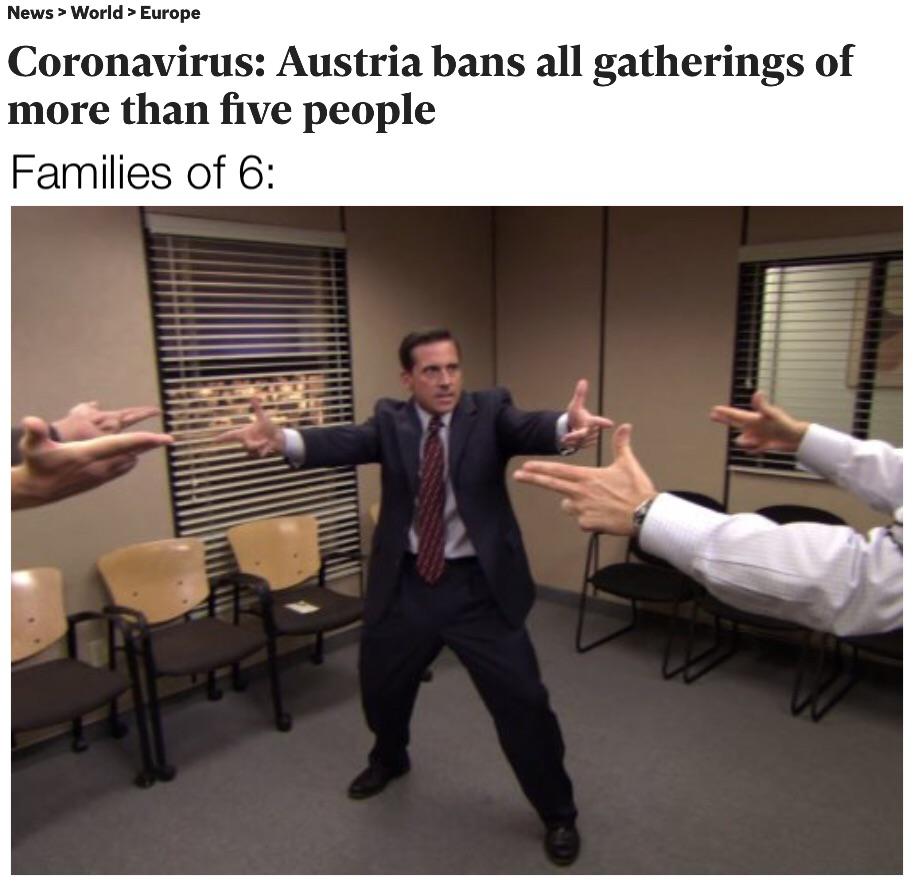 News > World > Europe
Coronavirus: Austria bans all gatherings of
more than five people
Families of 6: